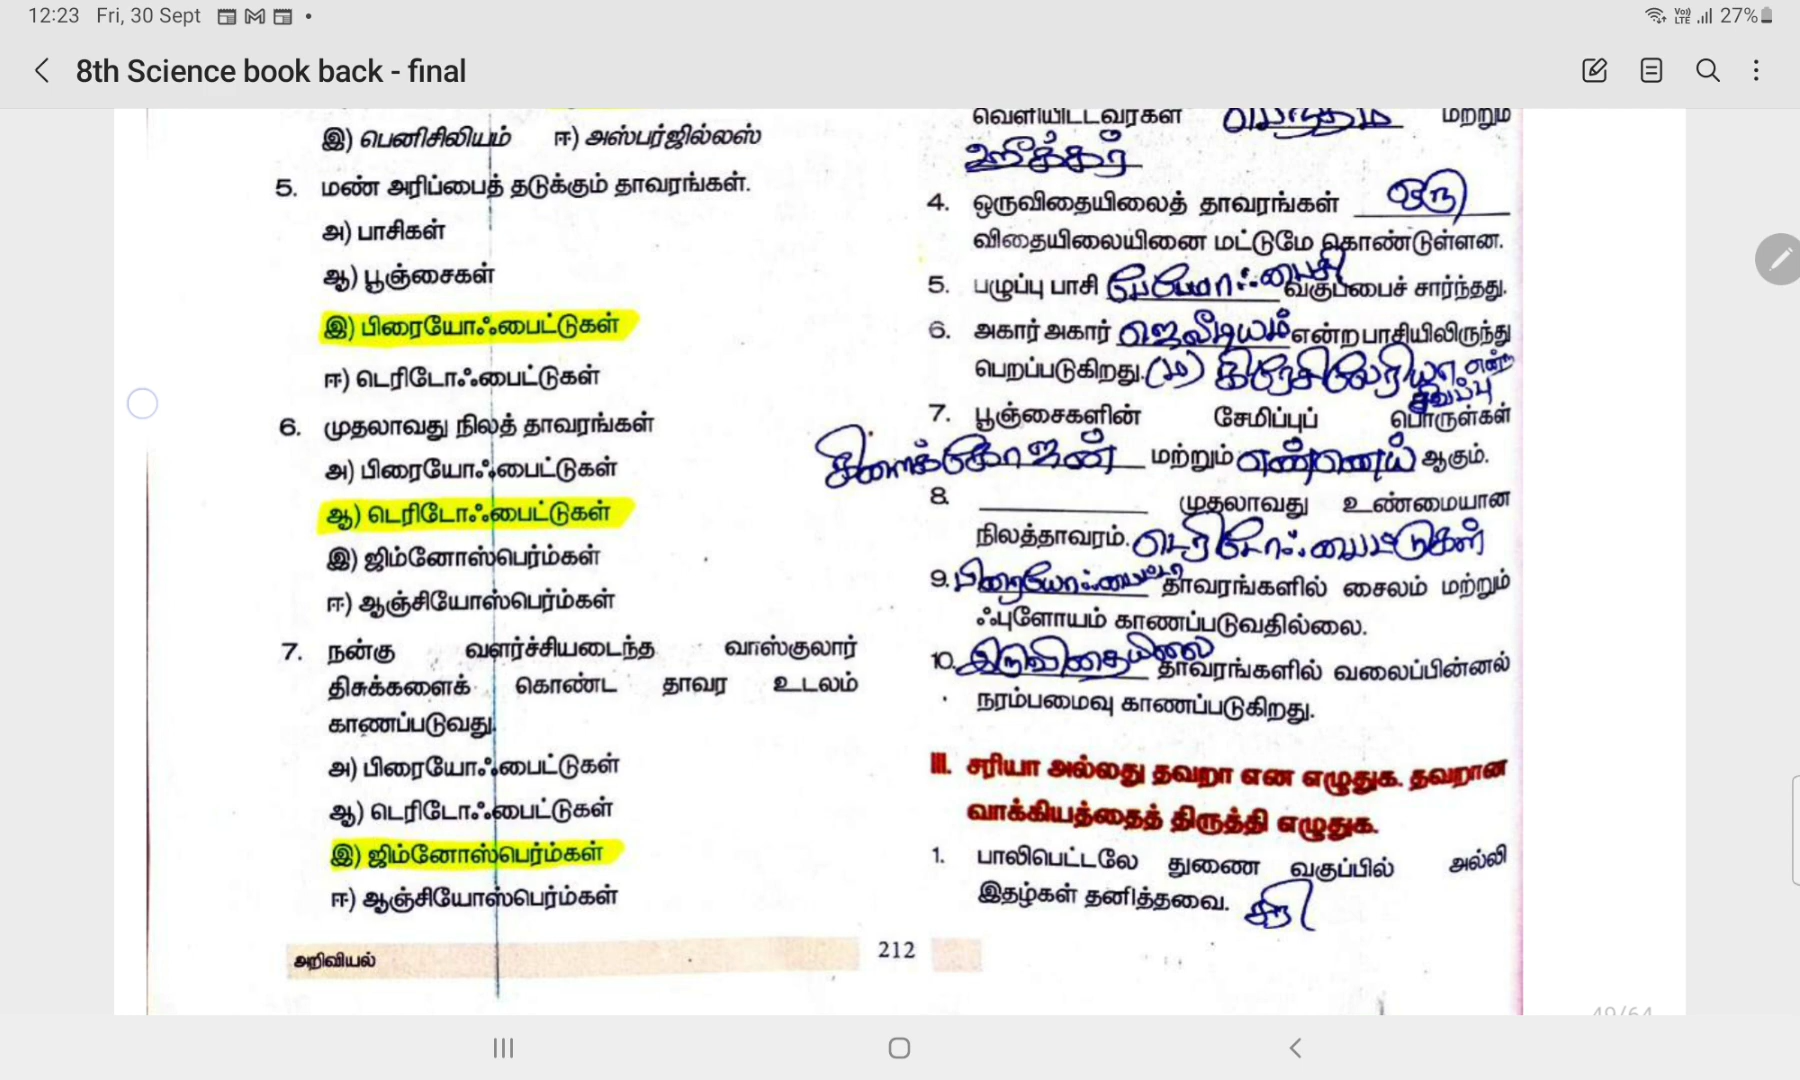 12:23 Fri, 30 Sept
27%
8th Science book back - final
இ) பெனிசிலியம் ஈ) அஸ்பர்ஜில்லஸ்
5. மண் அரிப்பைத் தடுக்கும் தாவரங்கள்.
அ) பாசிகள்
ஆ) பூஞ்சைகள்
இ) பிரையோஃபைட்டுகள்
ஈ) டெரிடோஃபைட்டுகள்
6. முதலாவது நிலத் தாவரங்கள்
அ) பிரையோஃபைட்டுகள்
ஆ) டெரிடோஃபைட்டுகள்
இ) ஜிம்னோஸ்பெர்ம்கள்
ஈ) ஆஞ்சியோஸ்பெர்ம்கள்
7. நன்கு வளர்ச்சியடைந்த வாஸ்குலார்
திசுக்களைக் கொண்ட தாவர உடலம்
காணப்படுவது.
அ) பிரையோஃபைட்டுகள்
ஆ) டெரிடோஃபைட்டுகள்
இ) ஜிம்னோஸ்பெர்ம்கள்
ஈ) ஆஞ்சியோஸ்பெர்ம்கள்
வெளியிட்டவர்கள் பெந்தம் மற்றும்
ஹீக்கர்
4. ஒருவிதையிலைத் தாவரங்கள் ஒரு
விதையிலையினை மட்டுமே கொண்டுள்ளன.
5. பழுப்பு பாசி வகுப்பைச் சார்ந்தது.
6. அகார் அகார் ஜெலீடியம் என்ற பாசியிலிருந்து
பெறப்படுகிறது. (ம) கிரேசிலேரியா என்ற
சிவப்பு
7. பூஞ்சைகளின் சேமிப்புப் பொருள்கள்
கிளைக்கோஜன் மற்றும் எண்ணெய் ஆகும்.
8. முதலாவது உண்மையான
நிலத்தாவரம். டெரிடோஃபைட்டுகள்
9. பிரையோஃபைட்டா தாவரங்களில் சைலம் மற்றும்
ஃபுளோயம் காணப்படுவதில்லை.
10. இருவிதையிலை தாவரங்களில் வலைப்பின்னல்
நரம்பமைவு காணப்படுகிறது.
III. சரியா அல்லது தவறா என எழுதுக. தவறான
வாக்கியத்தைத் திருத்தி எழுதுக.
1. பாலிபெட்டலே துணை வகுப்பில் அல்லி
இதழ்கள் தனித்தவை. சரி
அறிவியல்
212